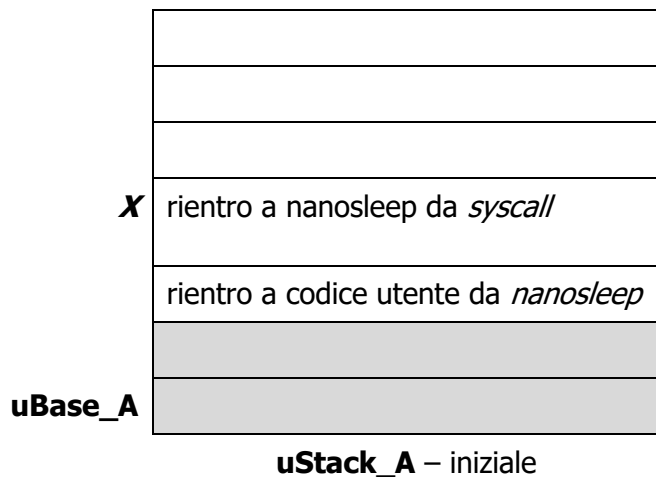 X rientro a nanosleep da syscall
rientro a codice utente da nanosleep
uBase_A
uStack_A – iniziale